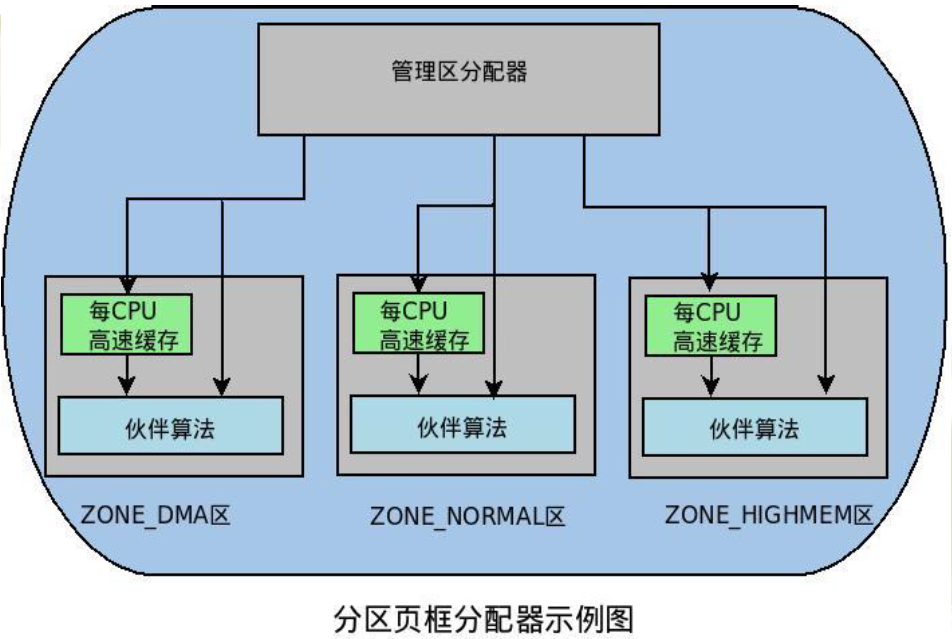 管理区分配器
每CPU
高速缓存
伙伴算法
ZONE_DMA区
每CPU
高速缓存
伙伴算法
ZONE_NORMAL区
每CPU
高速缓存
伙伴算法
ZONE_HIGHMEM区
分区页框分配器示例图